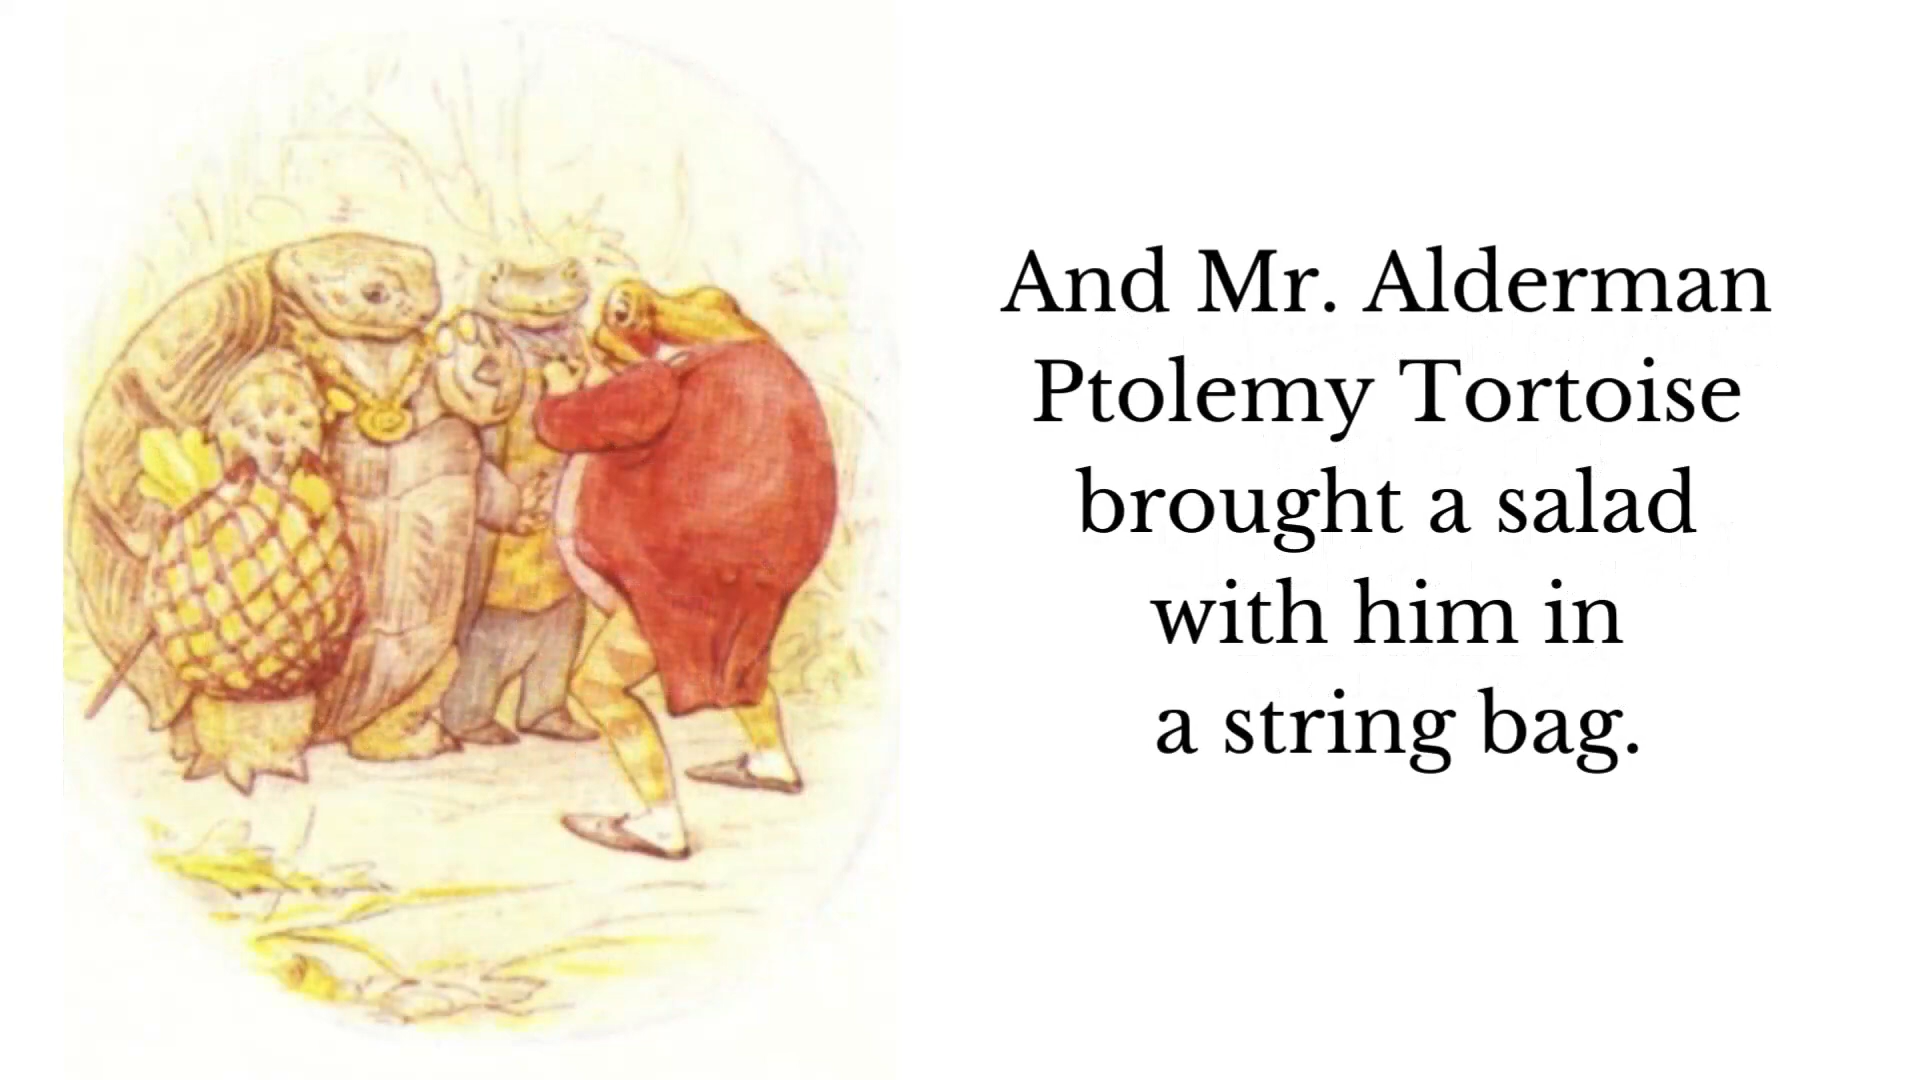 And Mr. Alderman
Ptolemy Tortoise
brought a salad
with him in
a string bag.